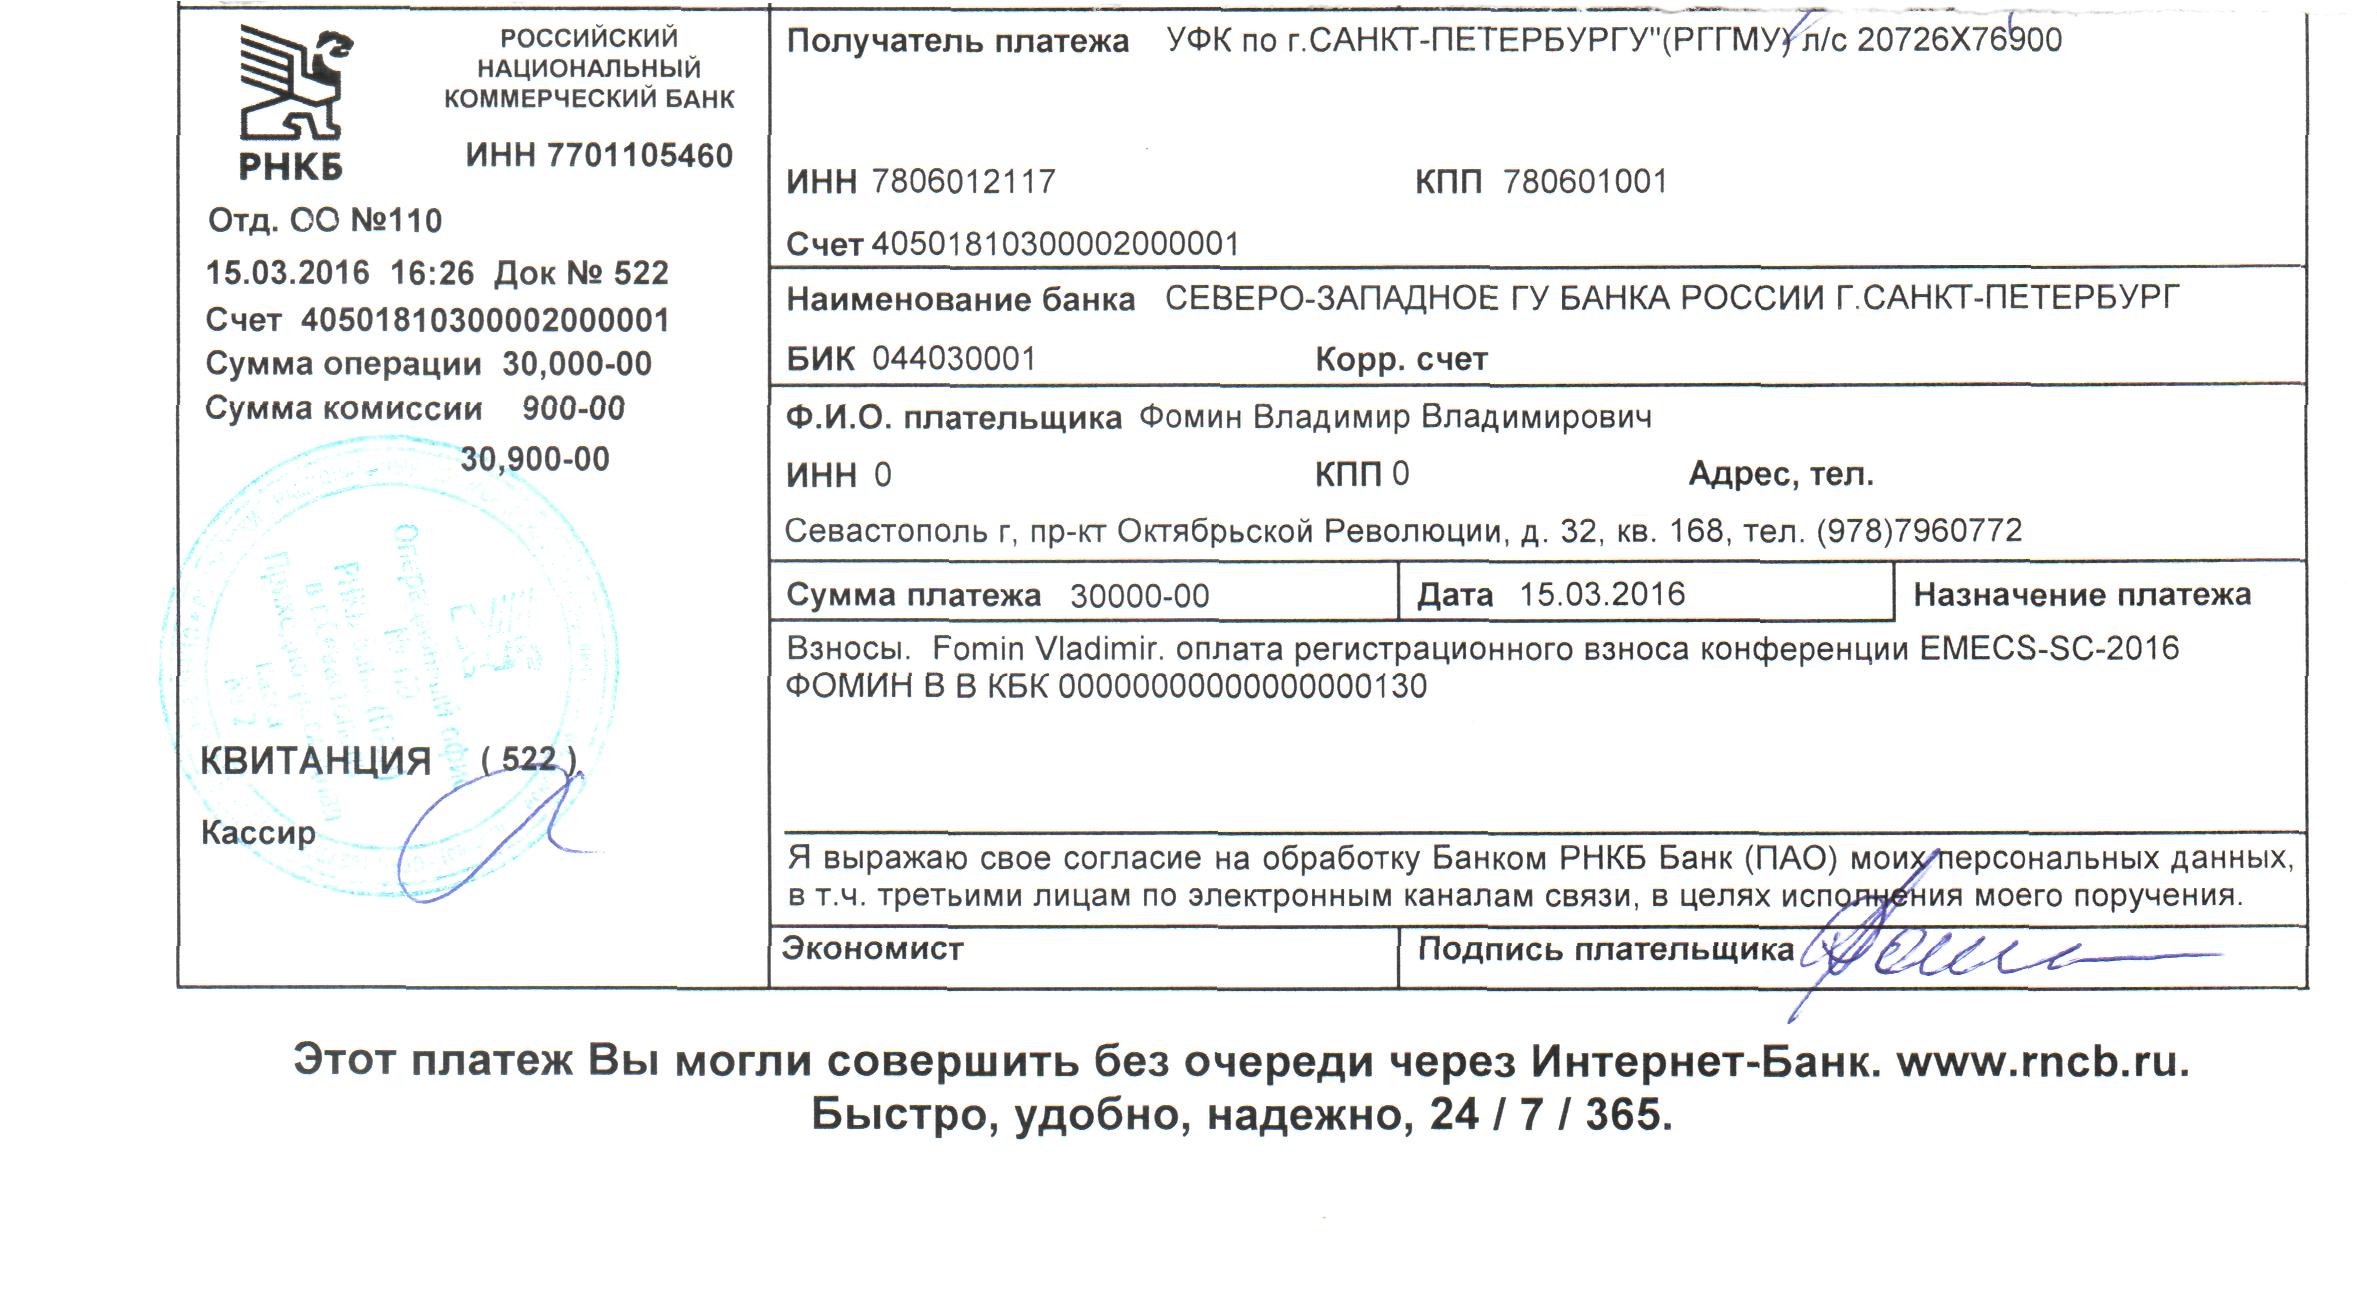 РОССИЙСКИЙ
НАЦИОНАЛЬНЫЙ
КОММЕРЧЕСКИЙ БАНК
РНКБ
ИНН 7701105460
Отд. ОО №110
15.03.2016 16:26 Док № 522
Счет 40501810300002000001
Сумма операции 30,000-00
Сумма комиссии 900-00
30,900-00
КВИТАНЦИЯ ( 522 )
Кассир
Получатель платежа УФК по г.САНКТ-ПЕТЕРБУРГУ"(РГГМУ) л/с 20726Х76900
ИНН 7806012117 КПП 780601001
Счет 40501810300002000001
Наименование банка СЕВЕРО-ЗАПАДНОЕ ГУ БАНКА РОССИИ Г.САНКТ-ПЕТЕРБУРГ
БИК 044030001 Корр. счет
Ф.И.О. плательщика Фомин Владимир Владимирович
ИНН 0 КПП 0 Адрес, тел.
Севастополь г, пр-кт Октябрьской Революции, д. 32, кв. 168, тел. (978)7960772
Сумма платежа 30000-00 Дата 15.03.2016 Назначение платежа
Взносы. Fomin Vladimir. оплата регистрационного взноса конференции EMECS-SC-2016
ФОМИН В В КБК 00000000000000000130
Я выражаю свое согласие на обработку Банком РНКБ Банк (ПАО) моих персональных данных,
в т.ч. третьими лицам по электронным каналам связи, в целях исполнения моего поручения.
Экономист Подпись плательщика
Этот платеж Вы могли совершить без очереди через Интернет-Банк. www.rncb.ru.
Быстро, удобно, надежно, 24 / 7 / 365.